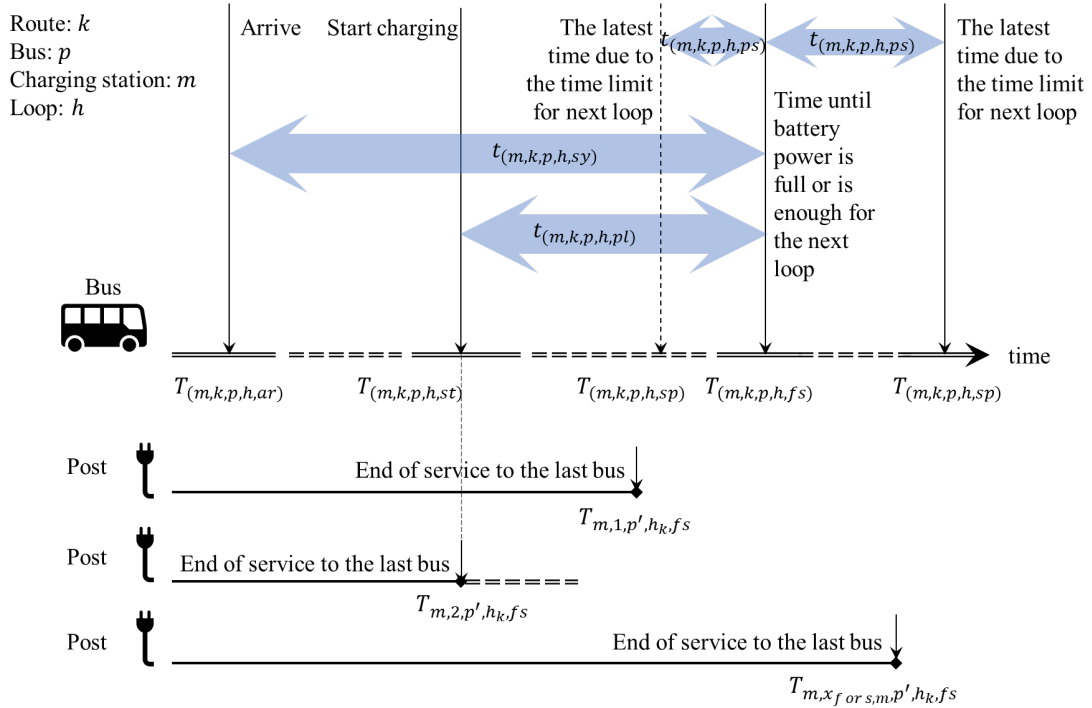 Route: k
Bus: p
Charging station: m
Loop: h
Arrive
Start charging
The latest
time due to
the time limit
for next loop
t(m,k,p,h,ps)
t(m,k,p,h,ps)
The latest
time due to
the time limit
for next loop
Time until
battery
power is
full or is
enough for
the next
loop
t(m,k,p,h,sy)
t(m,k,p,h,pl)
Bus
time
T(m,k,p,h,ar)
T(m,k,p,h,st)
T(m,k,p,h,sp)
T(m,k,p,h,fs)
T(m,k,p,h,sp)
Post
End of service to the last bus
Tm,1,p′,hk,fs
Post
End of service to the last bus
Tm,2,p′,hk,fs
Post
End of service to the last bus
Tm,xf or s,m,p′,hk,fs